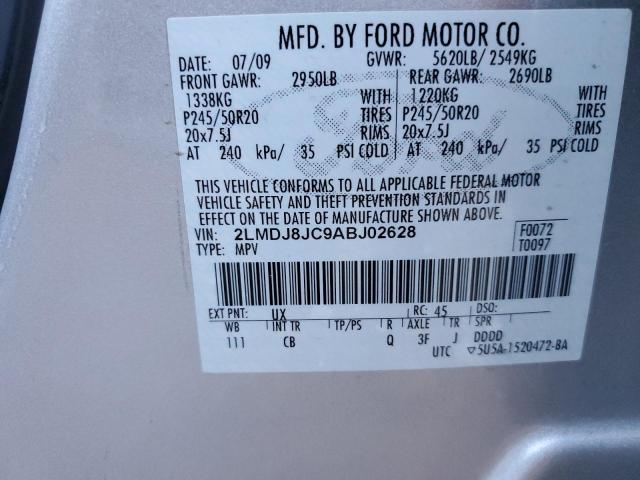 MFD. BY FORD MOTOR CO.
DATE: 07/09 GVWR: 5620LB/ 2549KG
FRONT GAWR: 2950LB REAR GAWR: 2690LB
1338KG WITH 1220KG WITH
P245/50R20 TIRES P245/50R20 TIRES
20x7.5J RIMS 20x7.5J RIMS
AT 240 kPa/ 35 PSI COLD AT 240 kPa/ 35 PSI COLD
THIS VEHICLE CONFORMS TO ALL APPLICABLE FEDERAL MOTOR
VEHICLE SAFETY AND THEFT PREVENTION STANDARDS IN
EFFECT ON THE DATE OF MANUFACTURE SHOWN ABOVE.
VIN: 2LMDJ8JC9ABJ02628 F0072
TYPE: MPV T0097
EXT PNT: UX RC: 45 DSO:
WB INT TR TP/PS R AXLE TR SPR
111 CB Q 3F J DDDD
UTC ▽5U5A-1520472-BA